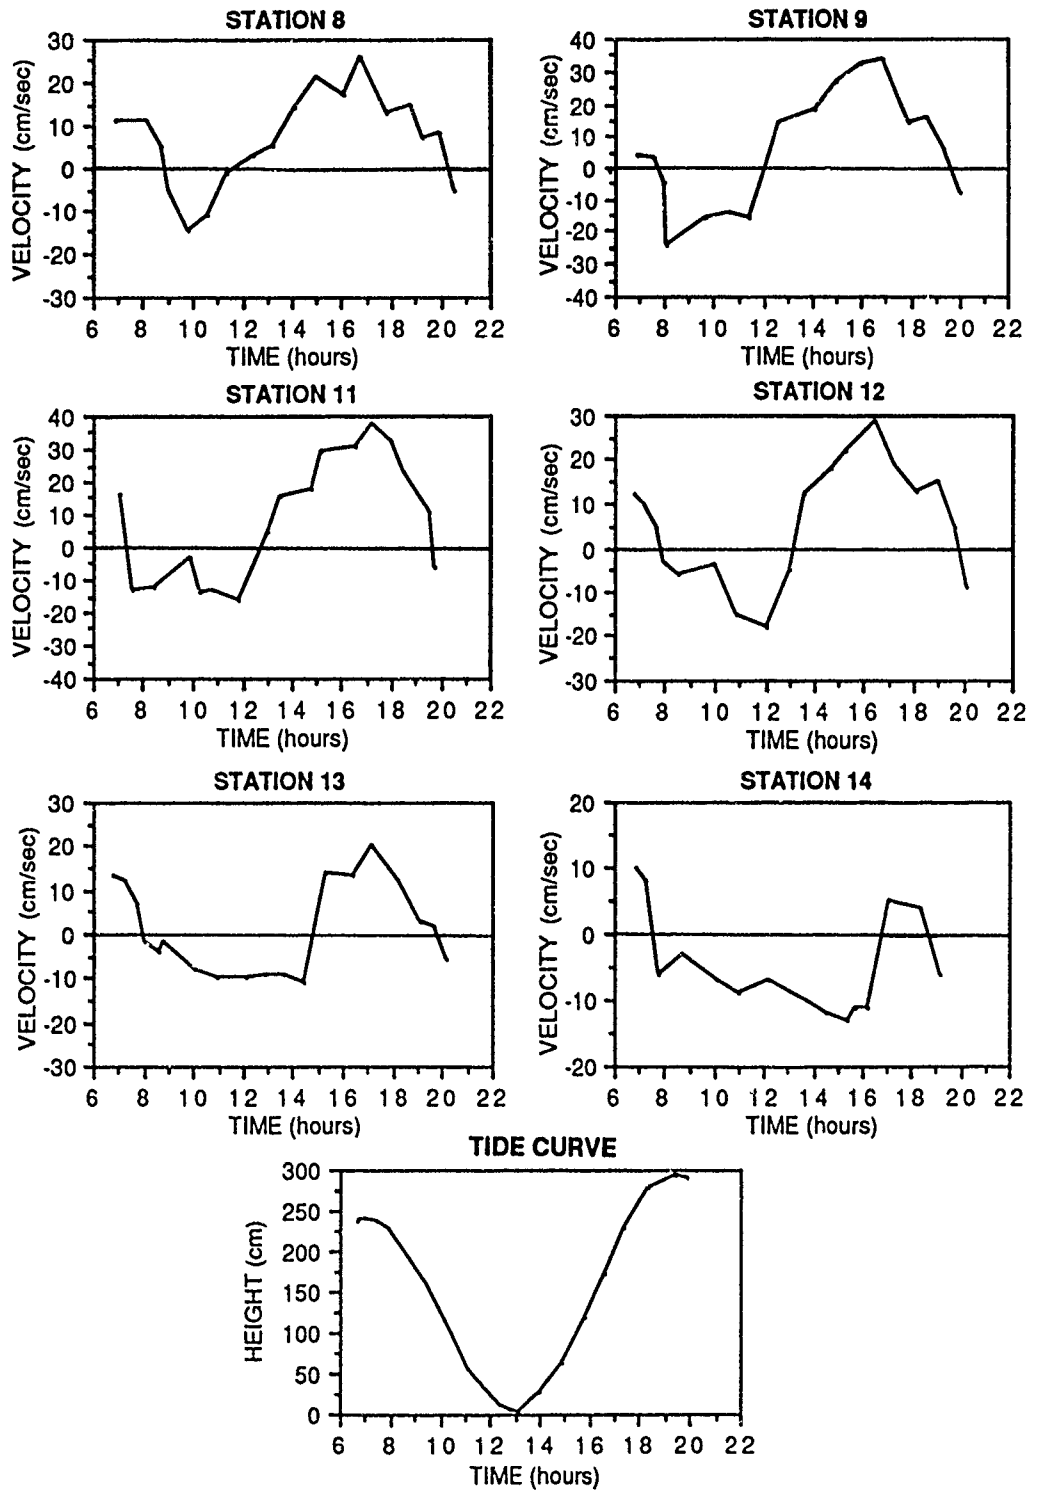 STATION 8
STATION 9
30
20
10
0
-10
-20
-30
VELOCITY (cm/sec)
6 8 10 12 14 16 18 20 22
TIME (hours)
40
30
20
10
0
-10
-20
-30
-40
VELOCITY (cm/sec)
6 8 10 12 14 16 18 20 22
TIME (hours)
STATION 11
STATION 12
40
30
20
10
0
-10
-20
-30
-40
VELOCITY (cm/sec)
6 8 10 12 14 16 18 20 22
TIME (hours)
30
20
10
0
-10
-20
-30
VELOCITY (cm/sec)
6 8 10 12 14 16 18 20 22
TIME (hours)
STATION 13
STATION 14
30
20
10
0
-10
-20
-30
VELOCITY (cm/sec)
6 8 10 12 14 16 18 20 22
TIME (hours)
20
10
0
-10
-20
VELOCITY (cm/sec)
6 8 10 12 14 16 18 20 22
TIME (hours)
TIDE CURVE
300
250
200
150
100
50
0
HEIGHT (cm)
6 8 10 12 14 16 18 20 22
TIME (hours)